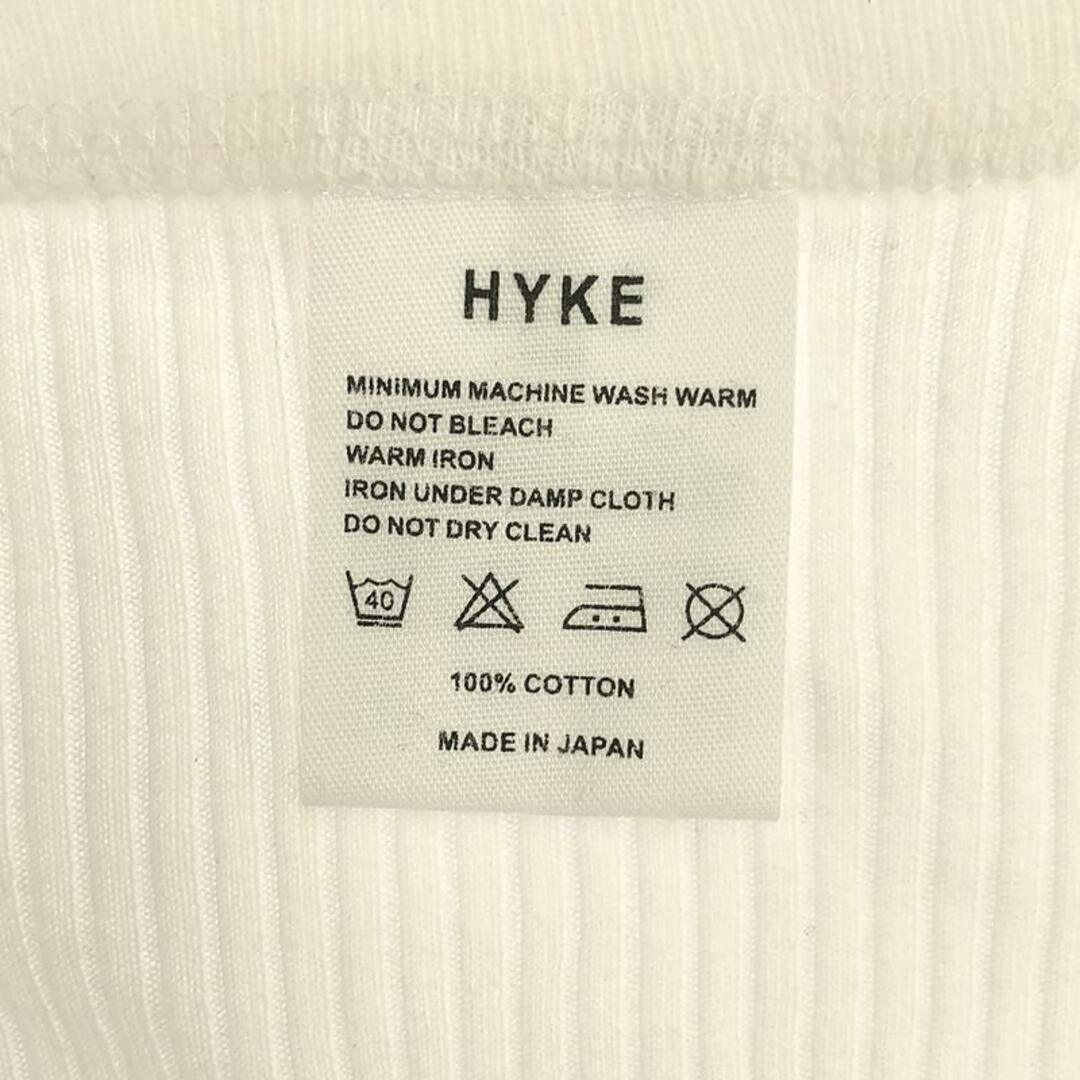 HYKE
MINIMUM MACHINE WASH WARM
DO NOT BLEACH
WARM IRON
IRON UNDER DAMP CLOTH
DO NOT DRY CLEAN
40
100% COTTON
MADE IN JAPAN